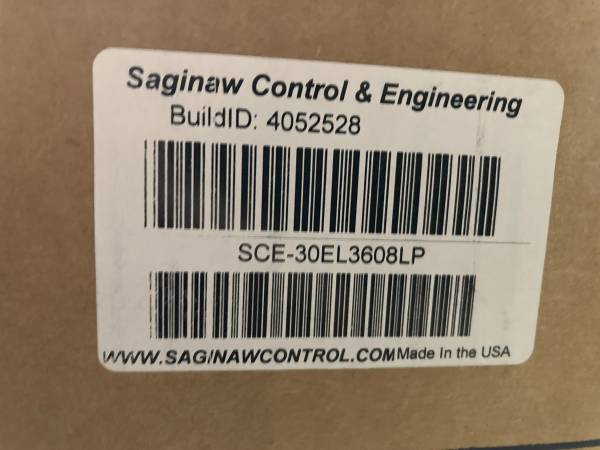 Saginaw Control & Engineering
BuildID: 4052528
SCE-30EL3608LP
WWW.SAGINAWCONTROL.COM Made In the USA